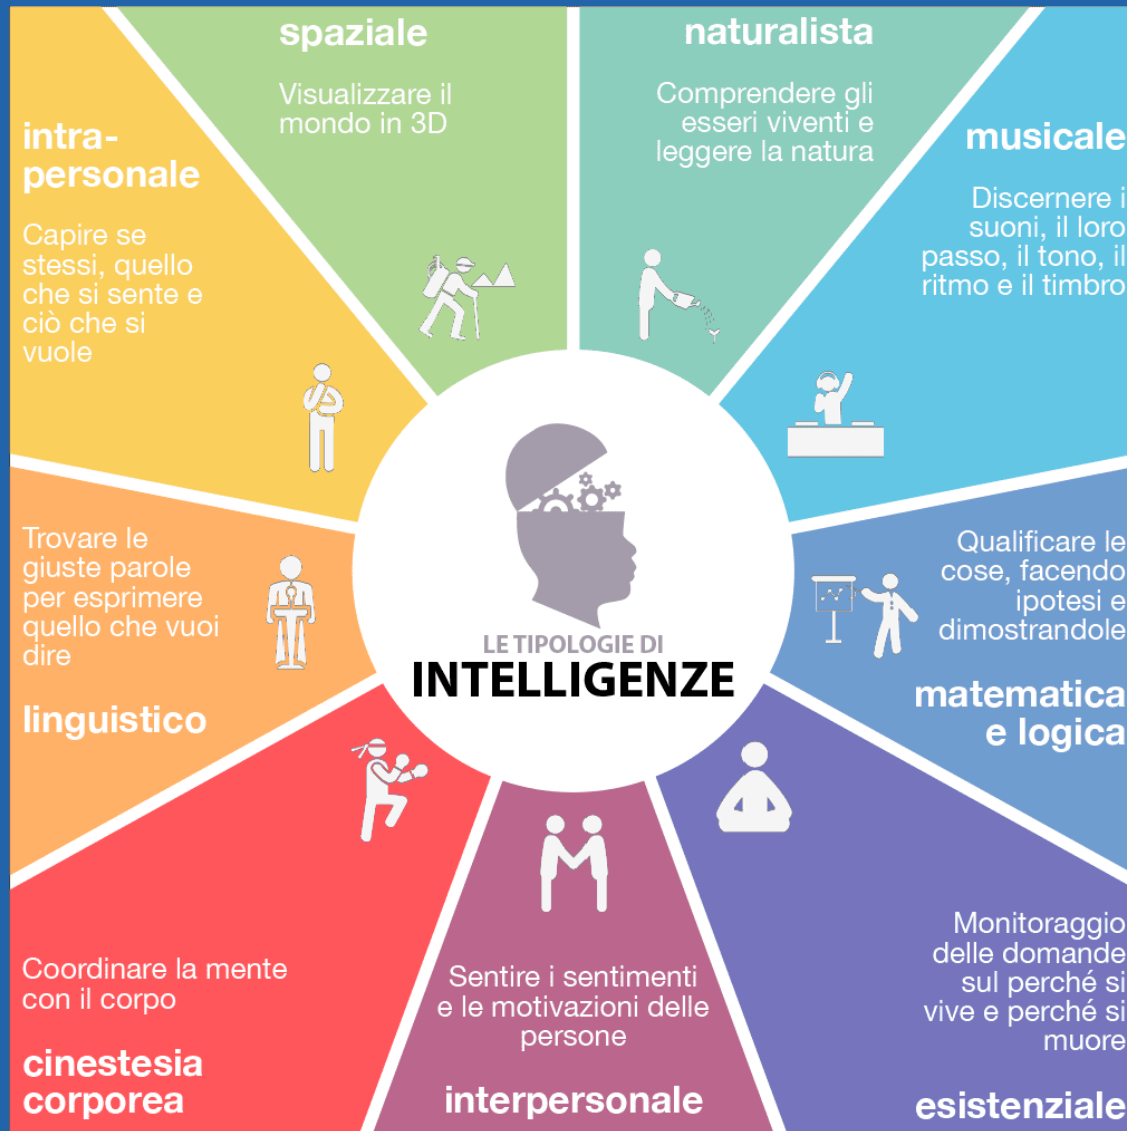 spaziale
Visualizzare il
mondo in 3D
naturalista
Comprendere gli
esseri viventi e
leggere la natura
musicale
Discernere i
suoni, il loro
passo, il tono, il
ritmo e il timbro
intra-
personale
Capire se
stessi, quello
che si sente e
ciò che si
vuole
Trovare le
giuste parole
per esprimere
quello che vuoi
dire
linguistico
LE TIPOLOGIE DI
INTELLIGENZE
Qualificare le
cose, facendo
ipotesi e
dimostrandole
matematica
e logica
Coordinare la mente
con il corpo
cinestesia
corporea
Sentire i sentimenti
e le motivazioni delle
persone
interpersonale
Monitoraggio
delle domande
sul perché si
vive e perché si
muore
esistenziale